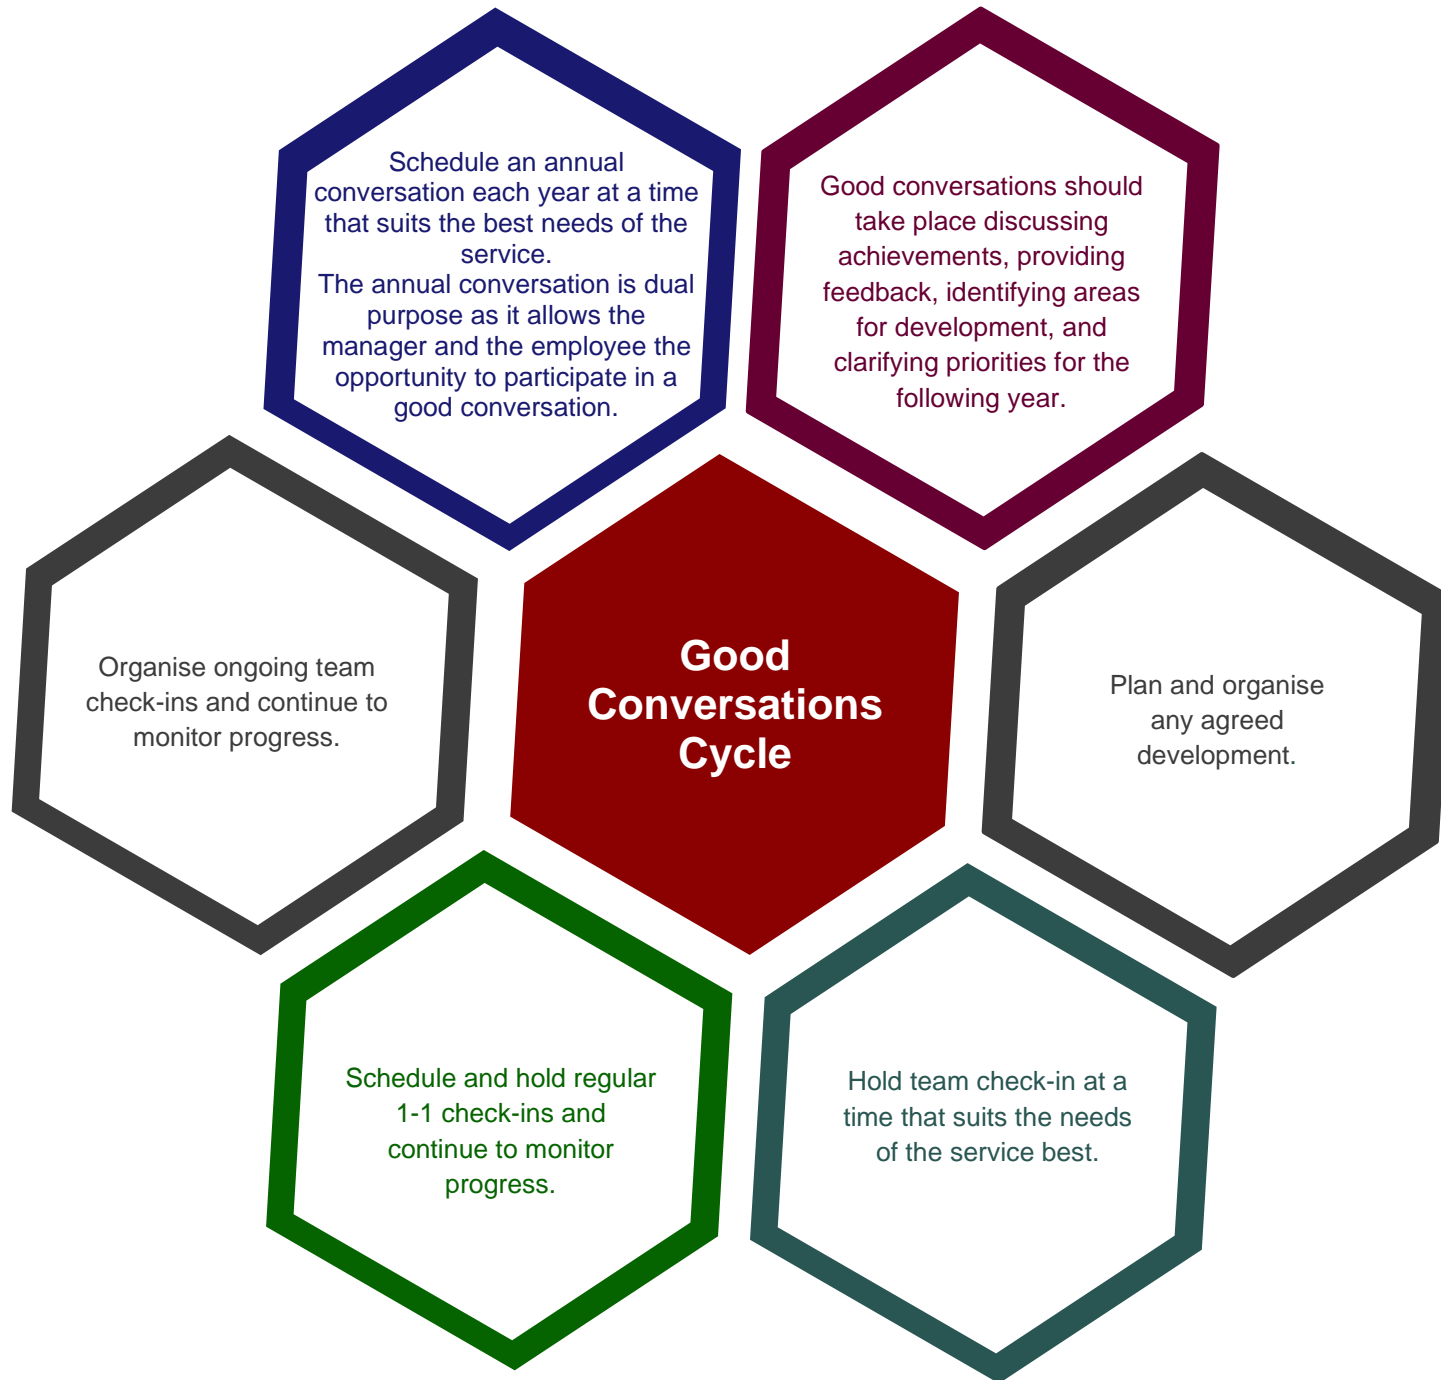 Schedule an annual
conversation each year at a time
that suits the best needs of the
service.
The annual conversation is dual
purpose as it allows the
manager and the employee the
opportunity to participate in a
good conversation.
Good conversations should
take place discussing
achievements, providing
feedback, identifying areas
for development, and
clarifying priorities for the
following year.
Organise ongoing team
check-ins and continue to
monitor progress.
Good
Conversations
Cycle
Plan and organise
any agreed
development.
Schedule and hold regular
1-1 check-ins and
continue to monitor
progress.
Hold team check-in at a
time that suits the needs
of the service best.